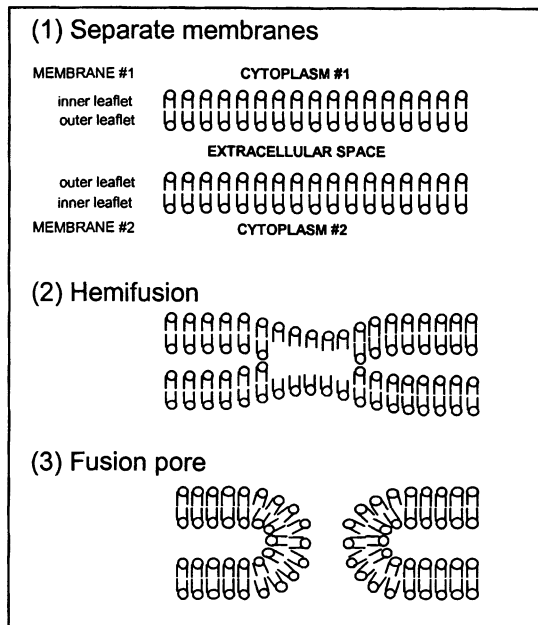 (1) Separate membranes
MEMBRANE #1 CYTOPLASM #1
inner leaflet
outer leaflet
EXTRACELLULAR SPACE
outer leaflet
inner leaflet
MEMBRANE #2 CYTOPLASM #2
(2) Hemifusion
(3) Fusion pore